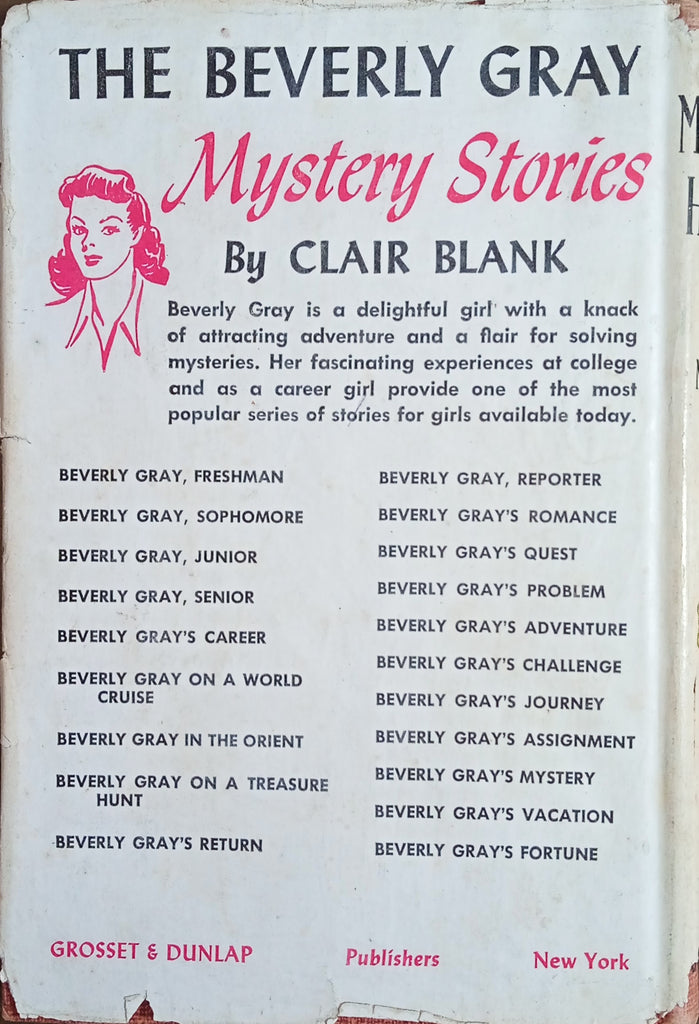 THE BEVERLY GRAY
Mystery Stories
By CLAIR BLANK
Beverly Gray is a delightful girl with a knack
of attracting adventure and a flair for solving
mysteries. Her fascinating experiences at college
and as a career girl provide one of the most
popular series of stories for girls available today.
BEVERLY GRAY, FRESHMAN
BEVERLY GRAY, SOPHOMORE
BEVERLY GRAY, JUNIOR
BEVERLY GRAY, SENIOR
BEVERLY GRAY'S CAREER
BEVERLY GRAY ON A WORLD
CRUISE
BEVERLY GRAY IN THE ORIENT
BEVERLY GRAY ON A TREASURE
HUNT
BEVERLY GRAY'S RETURN
BEVERLY GRAY, REPORTER
BEVERLY GRAY'S ROMANCE
BEVERLY GRAY'S QUEST
BEVERLY GRAY'S PROBLEM
BEVERLY GRAY'S ADVENTURE
BEVERLY GRAY'S CHALLENGE
BEVERLY GRAY'S JOURNEY
BEVERLY GRAY'S ASSIGNMENT
BEVERLY GRAY'S MYSTERY
BEVERLY GRAY'S VACATION
BEVERLY GRAY'S FORTUNE
GROSSET & DUNLAP Publishers New York